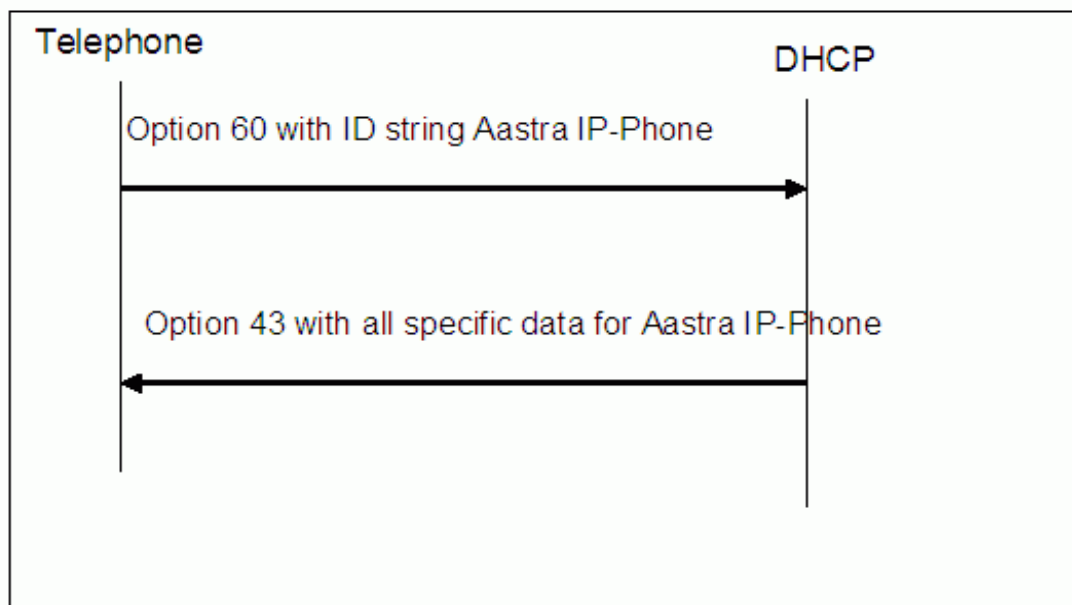 Telephone
DHCP
Option 60 with ID string Aastra IP-Phone
Option 43 with all specific data for Aastra IP-Phone